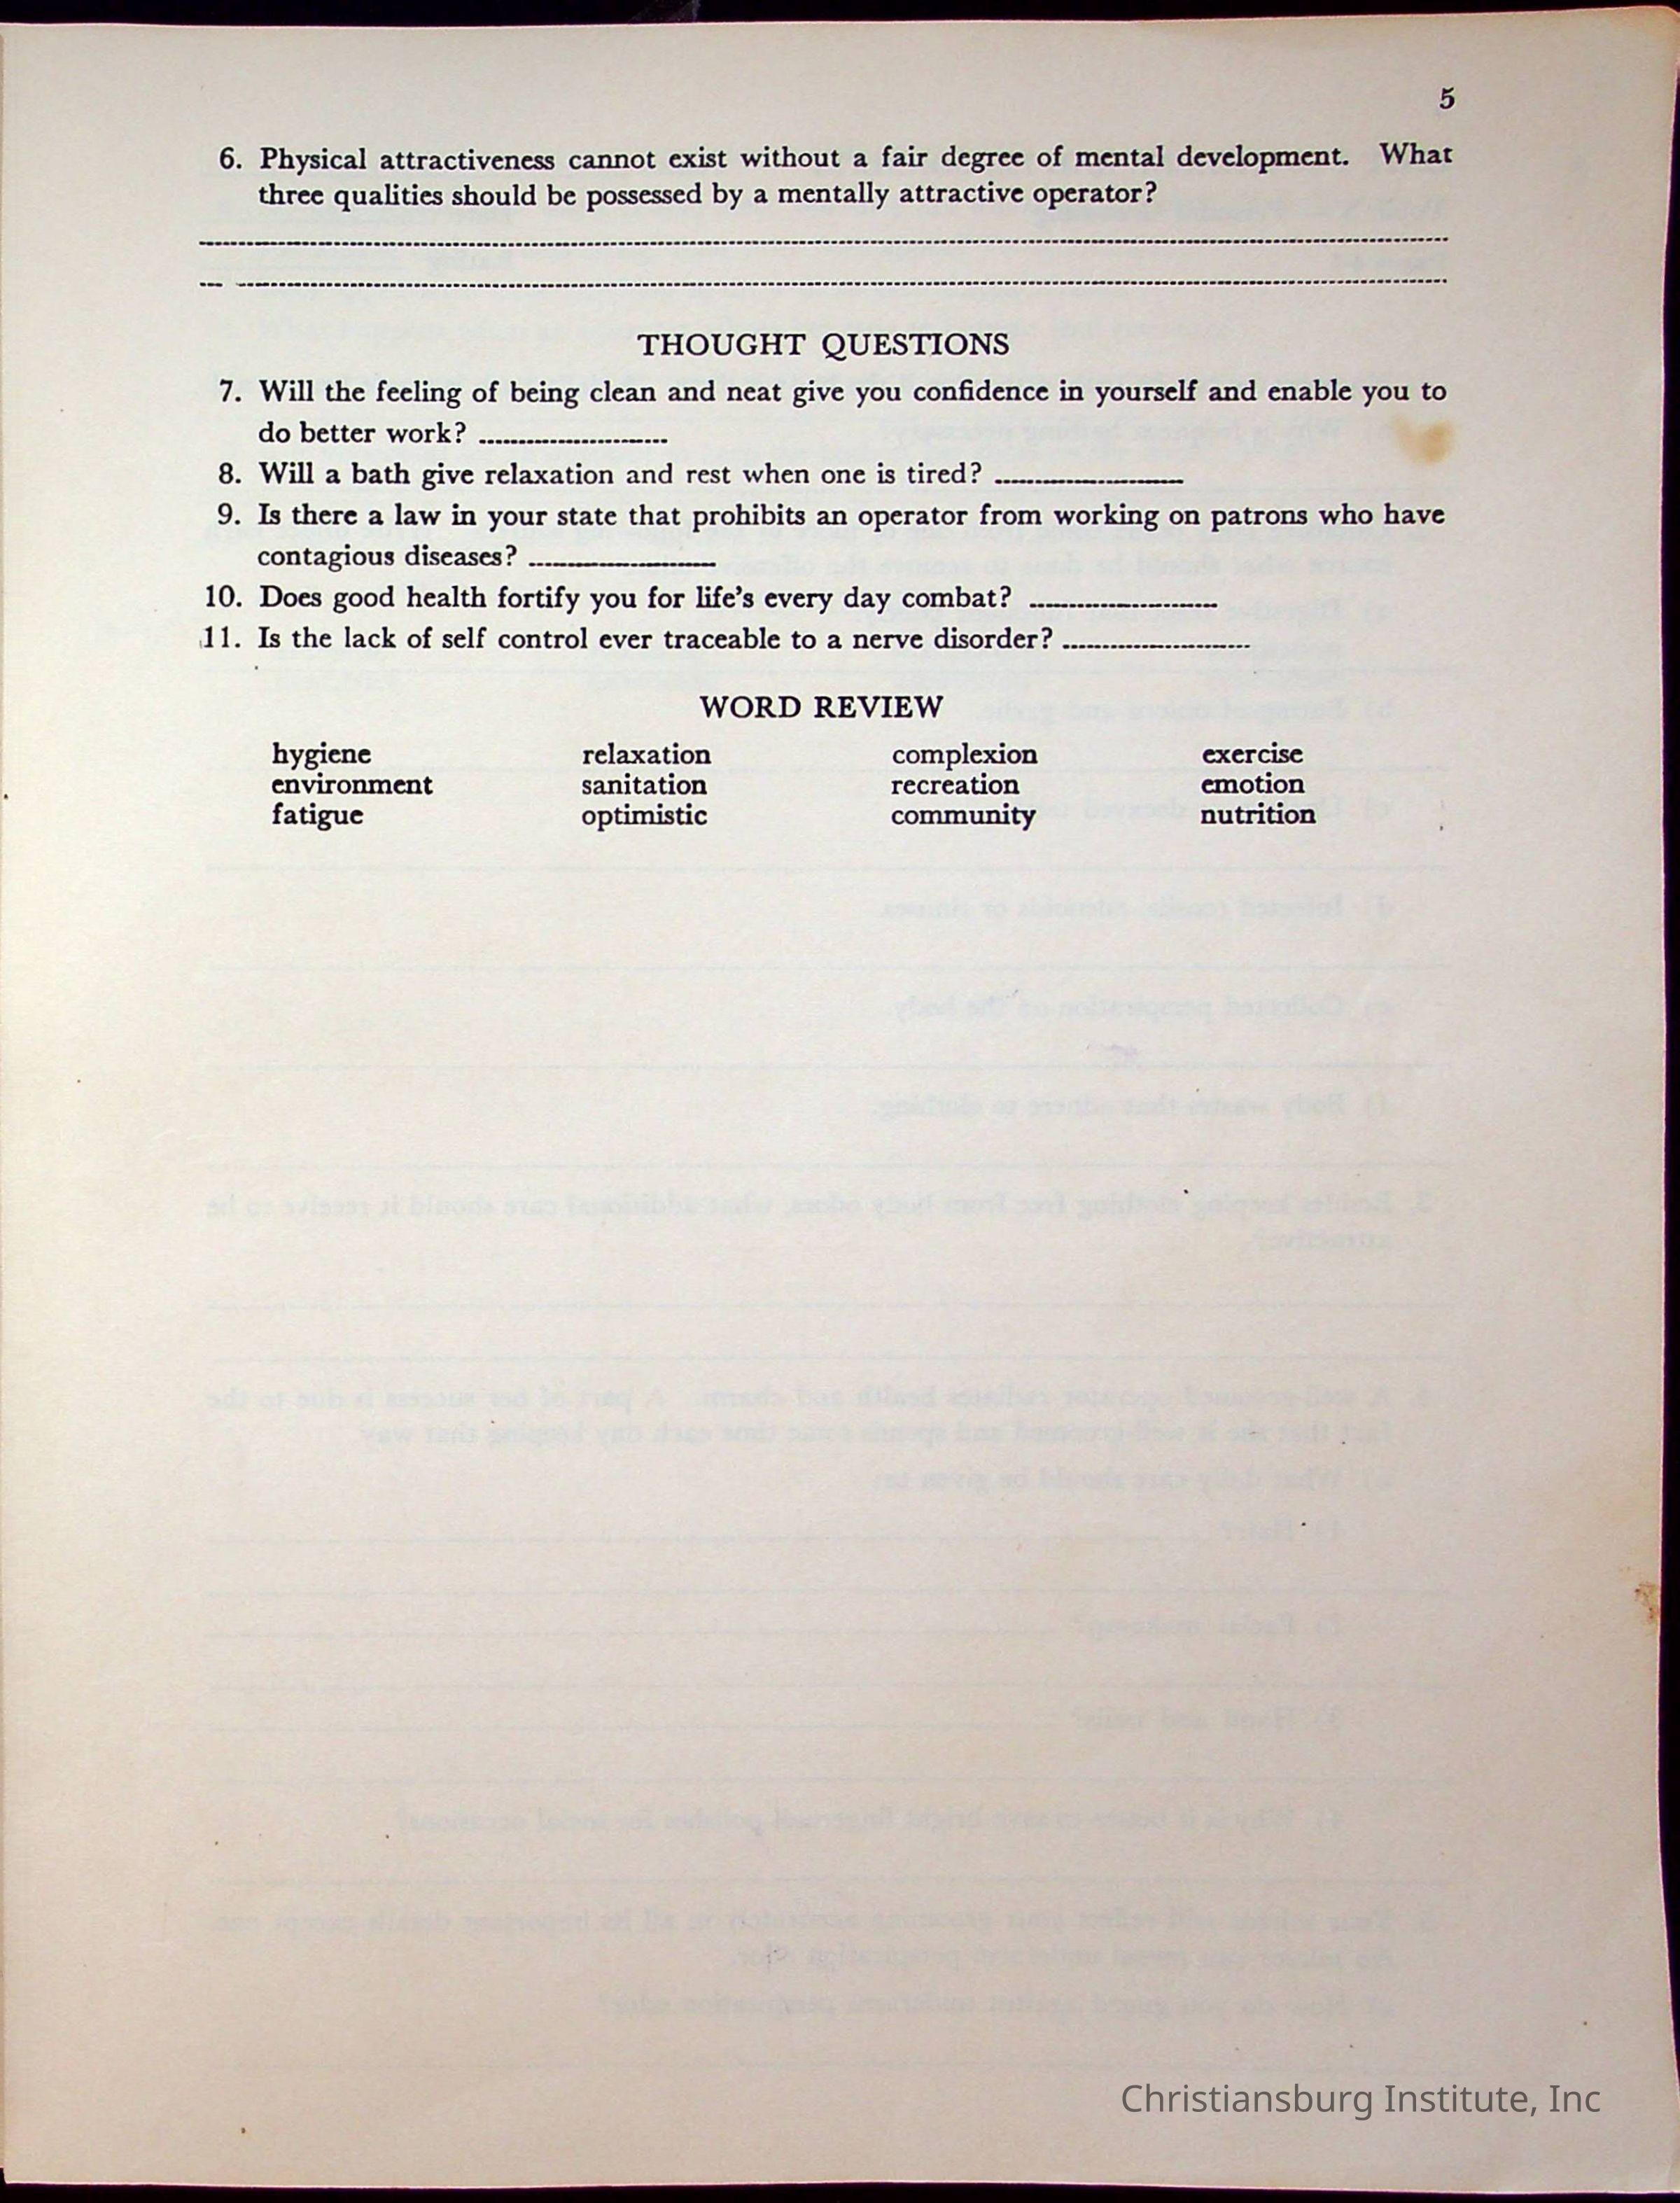 5
6. Physical attractiveness cannot exist without a fair degree of mental development. What
three qualities should be possessed by a mentally attractive operator?
THOUGHT QUESTIONS
7. Will the feeling of being clean and neat give you confidence in yourself and enable you to
do better work?
8. Will a bath give relaxation and rest when one is tired?
9. Is there a law in your state that prohibits an operator from working on patrons who have
contagious diseases?
10. Does good health fortify you for life's every day combat?
11. Is the lack of self control ever traceable to a nerve disorder?
WORD REVIEW
hygiene relaxation complexion exercise
environment sanitation recreation emotion
fatigue optimistic community nutrition
Christiansburg Institute, Inc